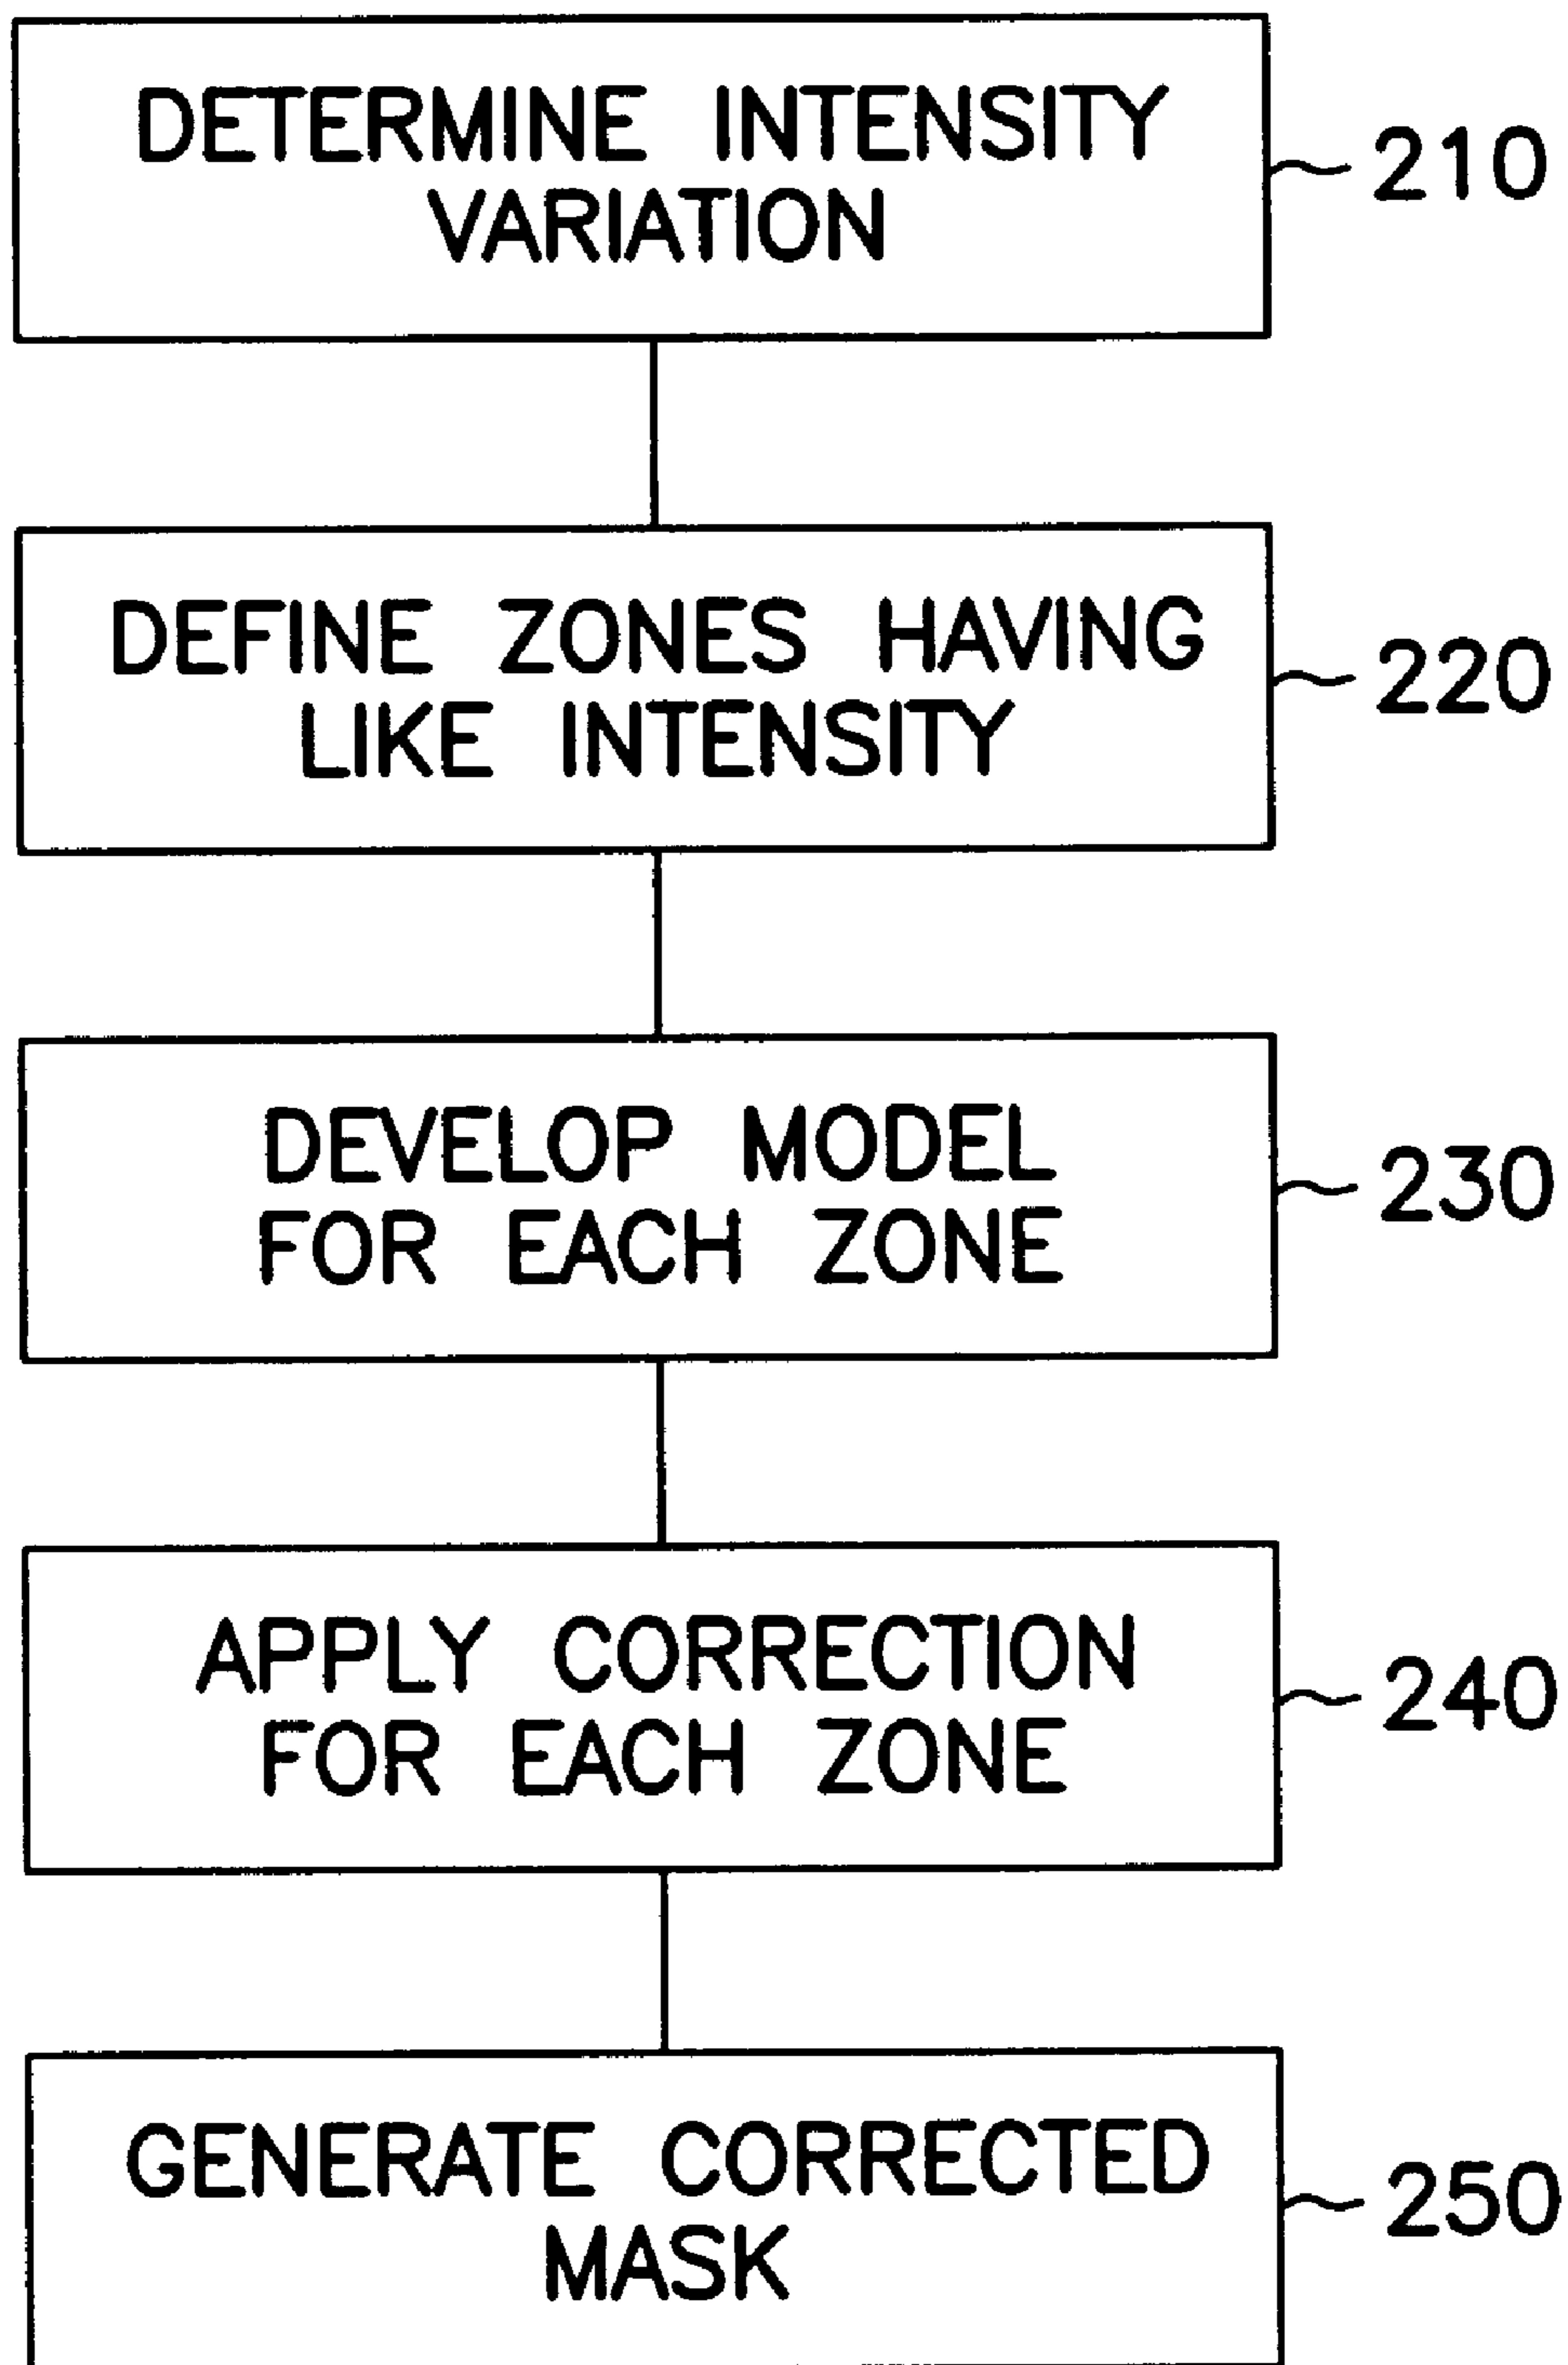 DETERMINE INTENSITY
VARIATION
210
DEFINE ZONES HAVING
LIKE INTENSITY
220
DEVELOP MODEL
FOR EACH ZONE
230
APPLY CORRECTION
FOR EACH ZONE
240
GENERATE CORRECTED
MASK
250